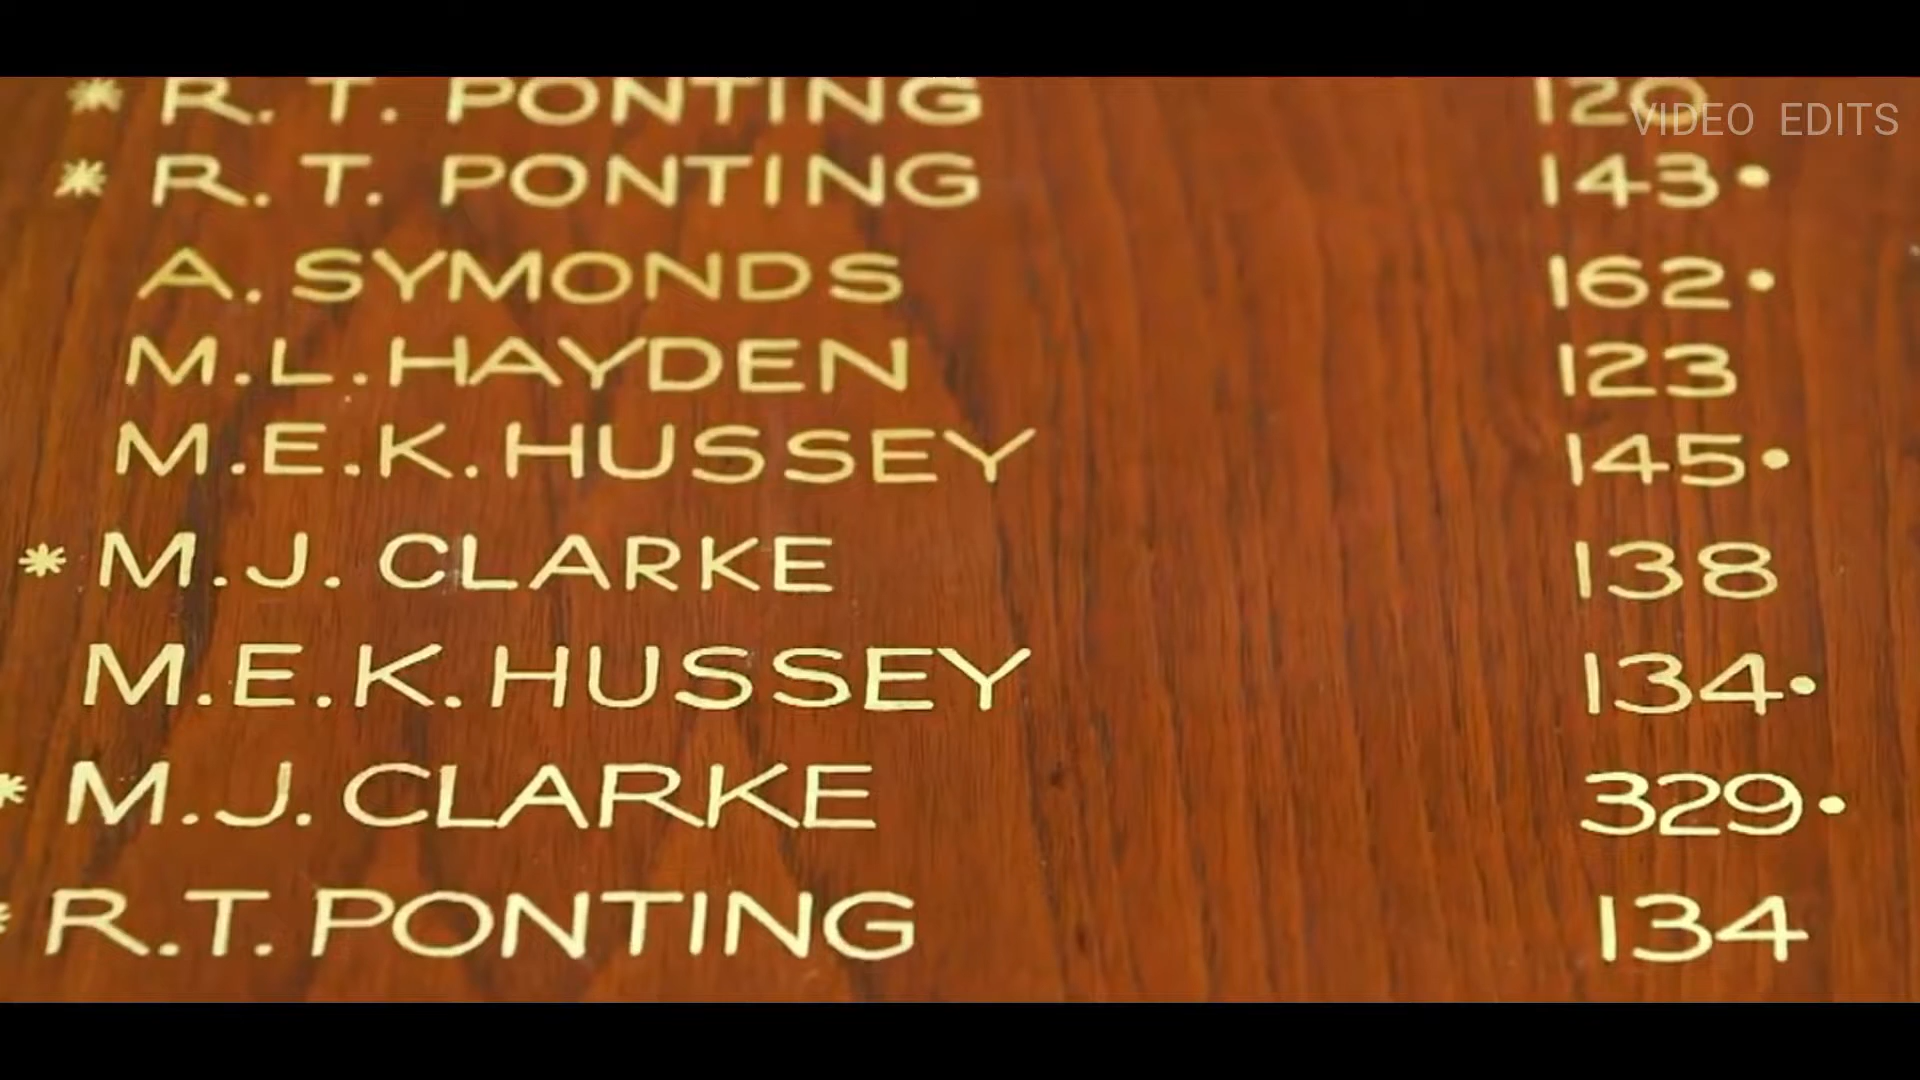 * R. T. PONTING 120
VIDEO EDITS
* R. T. PONTING 143•
A. SYMONDS 162•
M.L. HAYDEN 123
M.E.K. HUSSEY 145•
* M.J. CLARKE 138
M.E.K. HUSSEY 134•
* M.J. CLARKE 329•
* R.T. PONTING 134